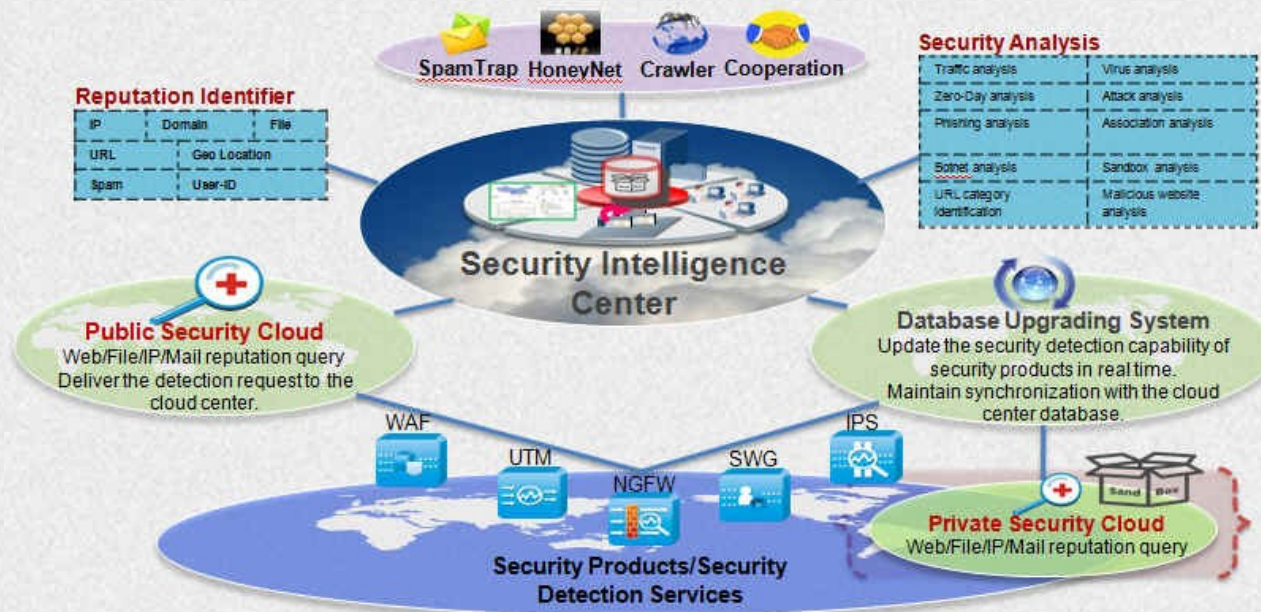 SpamTrap HoneyNet Crawler Cooperation
Reputation Identifier
IP Domain File
URL Geo Location
Spam User-ID
Security Analysis
Traffic analysis Virus analysis
Zero-Day analysis Attack analysis
Phishing analysis Association analysis
Botnet analysis Sandbox analysis
URL category Malicious website
Identification analysis
Security Intelligence
Center
Public Security Cloud
Web/File/IP/Mail reputation query
Deliver the detection request to the
cloud center.
Database Upgrading System
Update the security detection capability of
security products in real time.
Maintain synchronization with the cloud
center database.
WAF
UTM
NGFW
SWG
IPS
Sand Box
Private Security Cloud
Web/File/IP/Mail reputation query
Security Products/Security
Detection Services